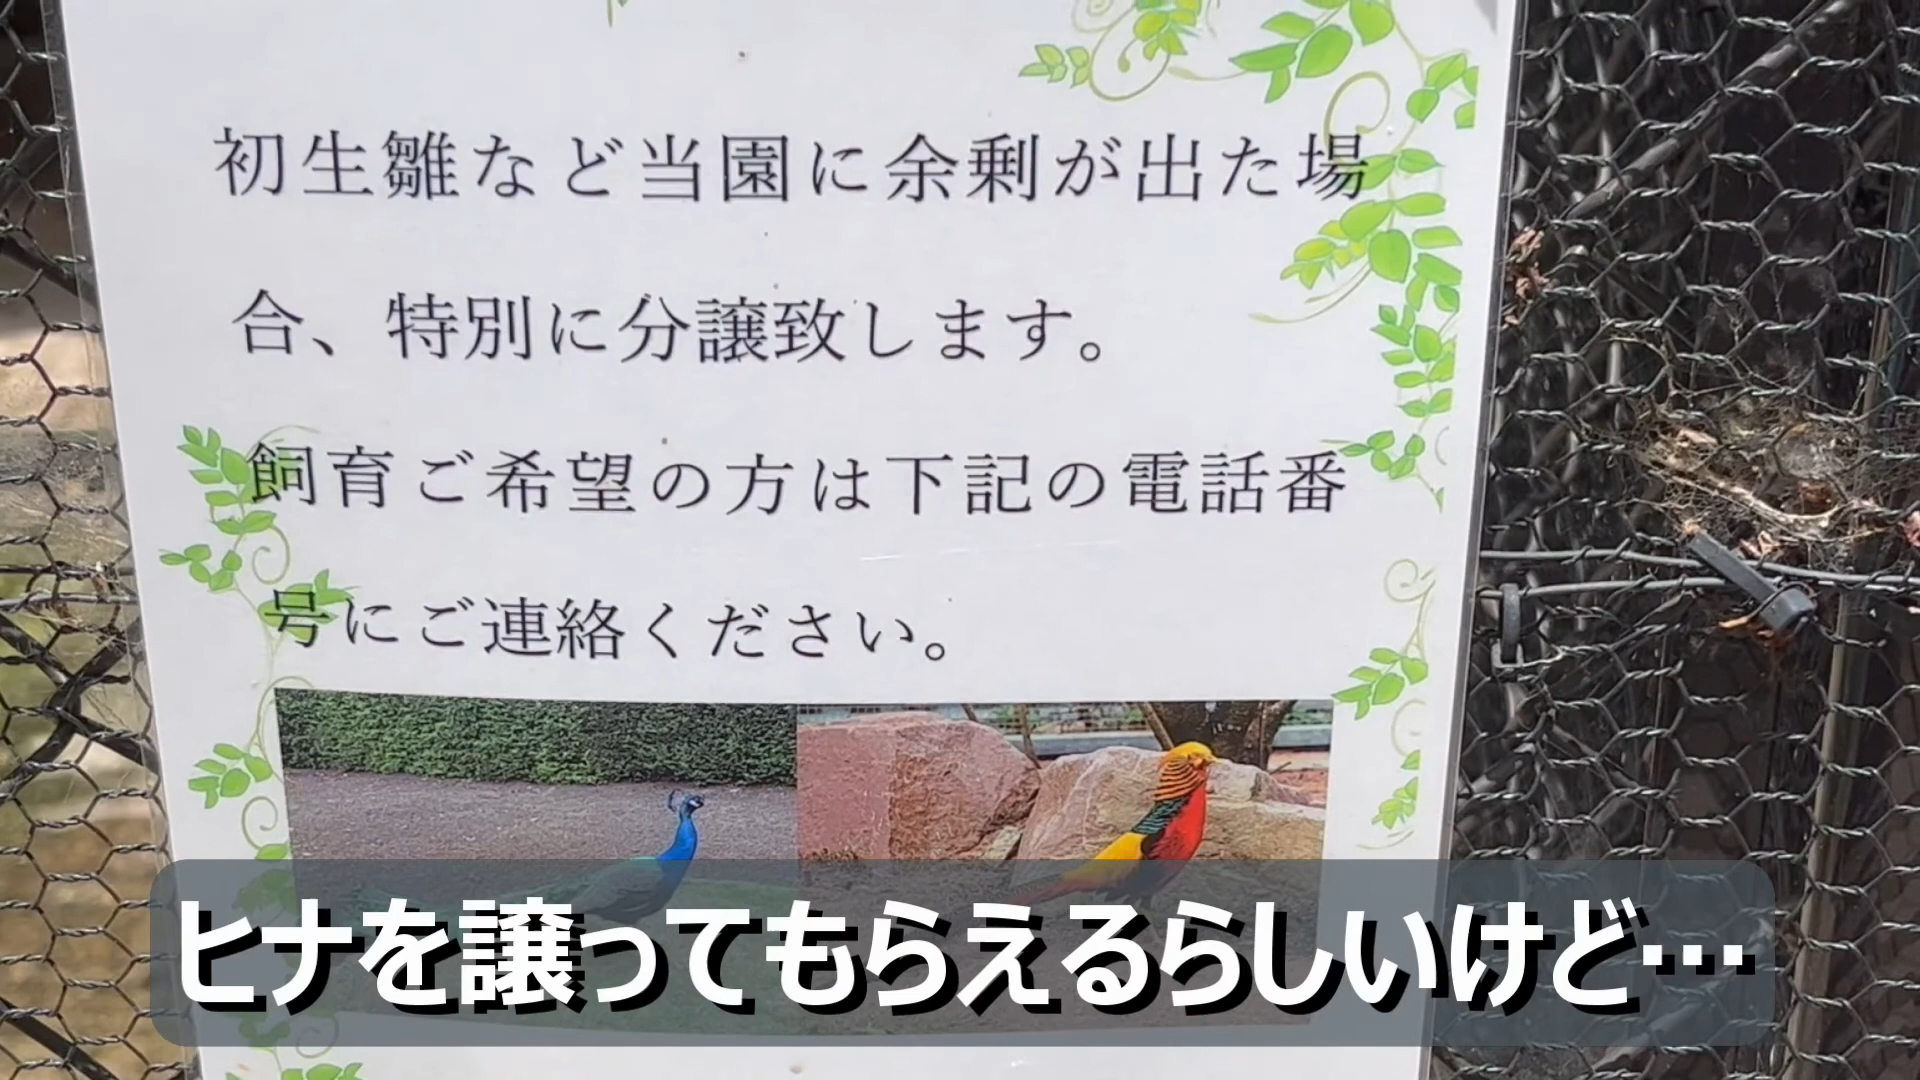 初生雛など当園に余剰が出た場
合、特別に分譲致します。
飼育ご希望の方は下記の電話番
号にご連絡ください。
ヒナを譲ってもらえるらしいけど…